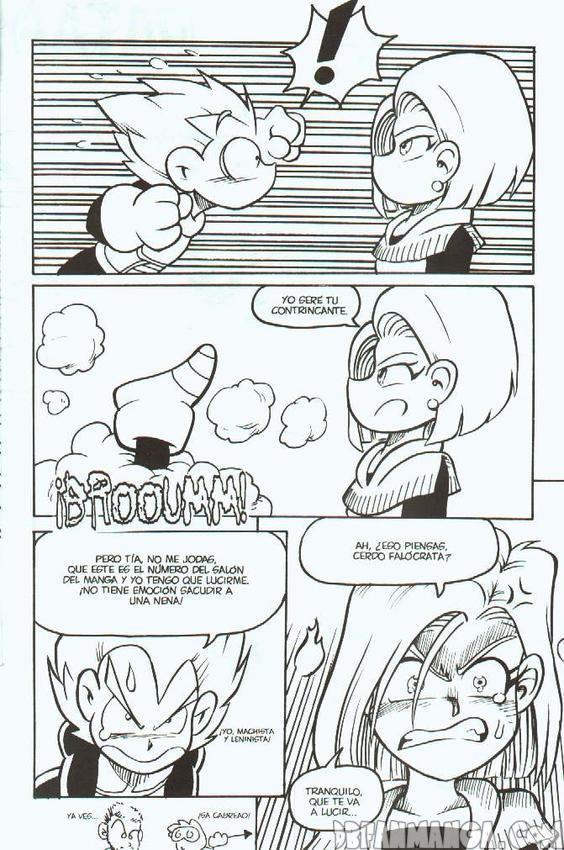 !
YO SERE TU
CONTRINCANTE.
¡BROOUMM!
PERO TÍA, NO ME JODAS,
QUE ESTE ES EL NÚMERO DEL SALÓN
DEL MANGA Y YO TENGO QUE LUCIRME.
¡NO TIENE EMOCIÓN SACUDIR A
UNA NENA!
¡YO, MACHISTA
Y LENINISTA!
AH, ¿ESO PIENSAS,
CERDO FALÓCRATA?
TRANQUILO,
QUE TE VA
A LUCIR...
YA VES...
¡SA CABREAO!
DBFANMANGA.COM